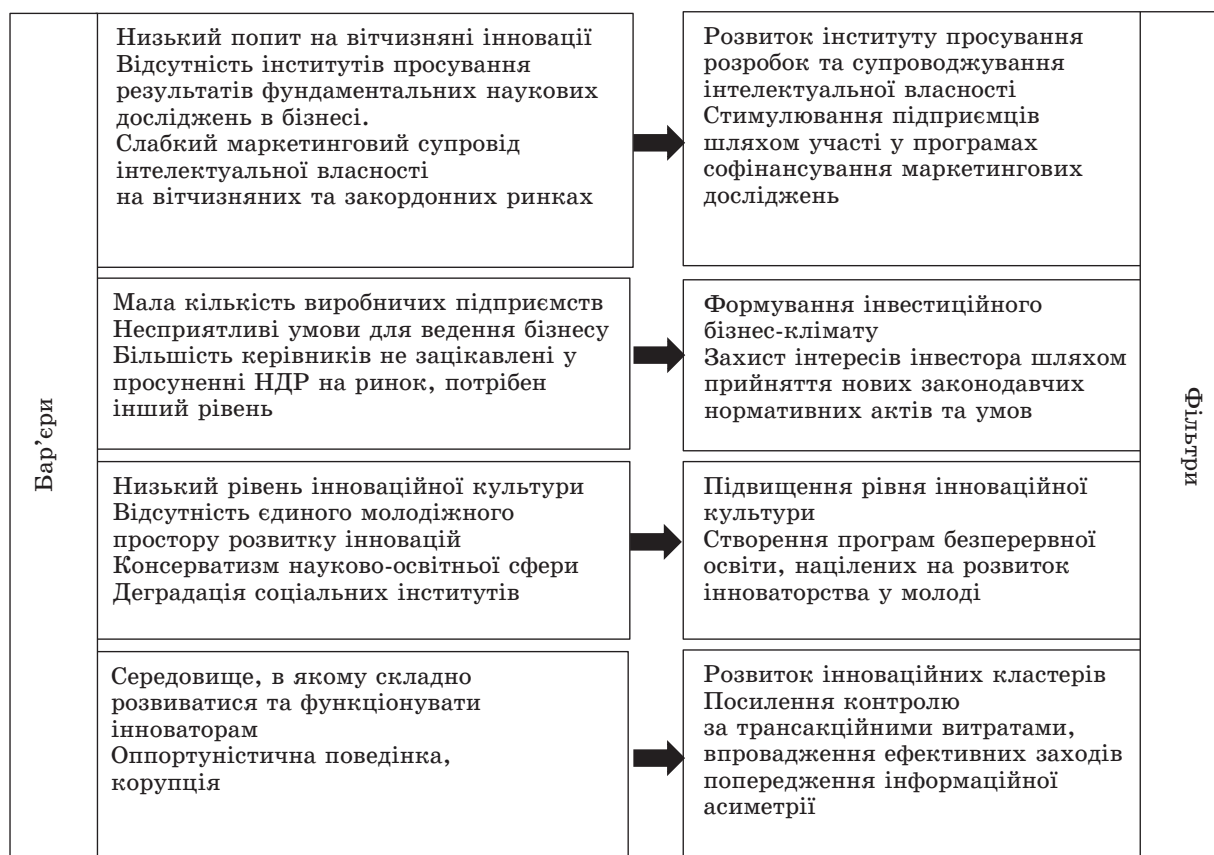 Бар’єри
Низький попит на вітчизняні інновації
Відсутність інститутів просування
результатів фундаментальних наукових
досліджень в бізнесі.
Слабкий маркетинговий супровід
інтелектуальної власності
на вітчизняних та закордонних ринках
Розвиток інституту просування
розробок та супроводжування
інтелектуальної власності
Стимулювання підприємців
шляхом участі у програмах
софінансування маркетингових
досліджень
Мала кількість виробничих підприємств
Несприятливі умови для ведення бізнесу
Більшість керівників не зацікавлені у
просуненні НДР на ринок, потрібен
інший рівень
Формування інвестиційного
бізнес-клімату
Захист інтересів інвестора шляхом
прийняття нових законодавчих
нормативних актів та умов
Низький рівень інноваційної культури
Відсутність єдиного молодіжного
простору розвитку інновацій
Консерватизм науково-освітньої сфери
Деградація соціальних інститутів
Підвищення рівня інноваційної
культури
Створення програм безперервної
освіти, націлених на розвиток
інноваторства у молоді
Середовище, в якому складно
розвиватися та функціонувати
інноваторам
Оппортуністична поведінка,
корупція
Розвиток інноваційних кластерів
Посилення контролю
за трансакційними витратами,
впровадження ефективних заходів
попередження інформаційної
асиметрії
Фільтри